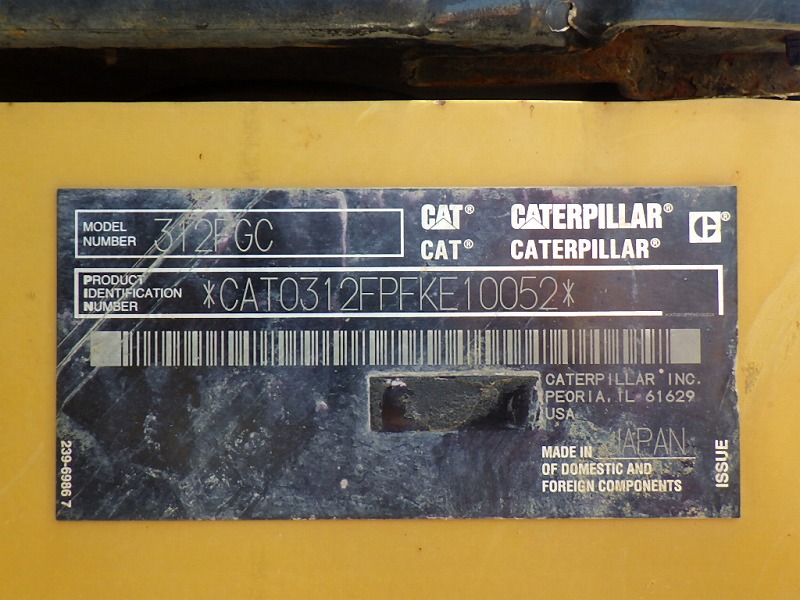 MODEL NUMBER 312FGC
CAT® CATERPILLAR® C®
CAT® CATERPILLAR®
PRODUCT IDENTIFICATION NUMBER *CAT0312FPFKE10052*
CATERPILLAR INC.
PEORIA, IL 61629
USA
MADE IN JAPAN
OF DOMESTIC AND
FOREIGN COMPONENTS
ISSUE
239-6986 7